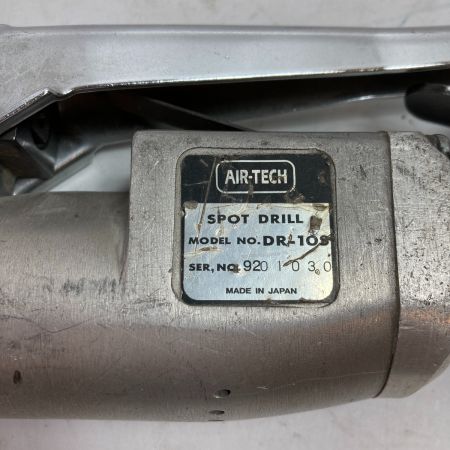 AIR-TECH
SPOT DRILL
MODEL NO. DR-10S
SER, NO. 9201030
MADE IN JAPAN